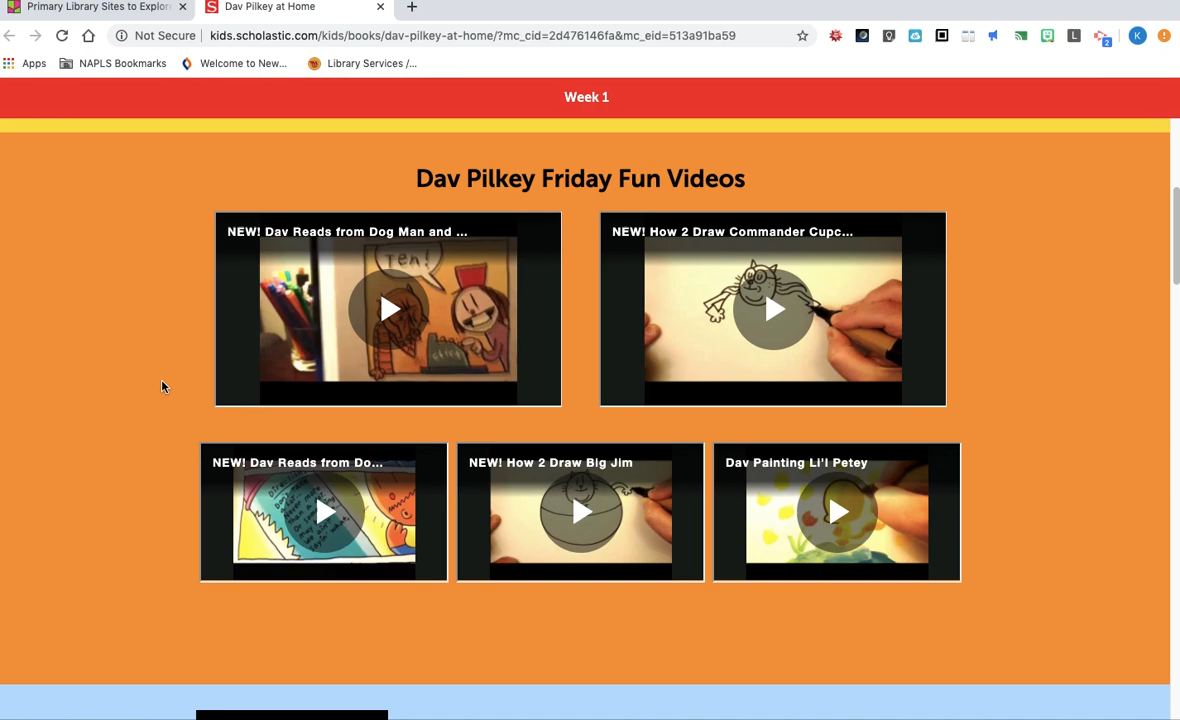 Primary Library Sites to Explor
Dav Pilkey at Home
Not Secure
kids.scholastic.com/kids/books/dav-pilkey-at-home/?mc_cid=2d476146fa&mc_eid=513a91ba59
L
2
K
Apps
NAPLS Bookmarks
Welcome to New...
Library Services /...
Week 1
Dav Pilkey Friday Fun Videos
NEW! Dav Reads from Dog Man and ...
Ten!
NEW! How 2 Draw Commander Cupc...
NEW! Dav Reads from Do...
NEW! How 2 Draw Big Jim
Dav Painting Li'l Petey